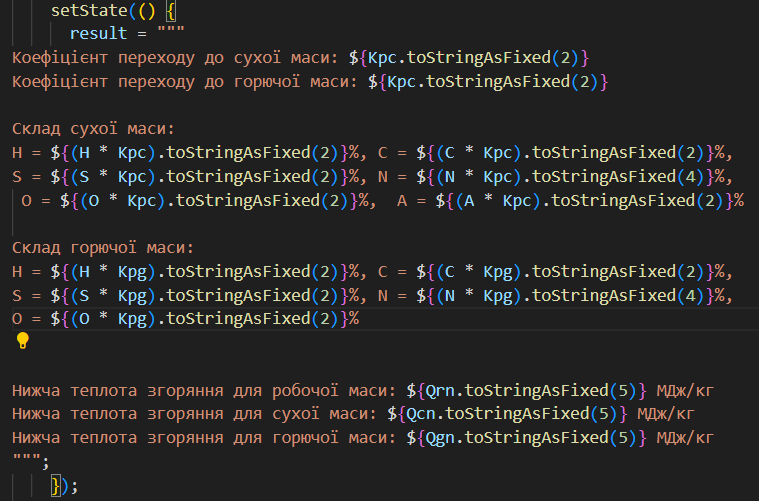 setState(() {
result = """
Коефіцієнт переходу до сухої маси: ${Kpc.toStringAsFixed(2)}
Коефіцієнт переходу до горючої маси: ${Kpc.toStringAsFixed(2)}
Склад сухої маси:
H = ${(H * Kpc).toStringAsFixed(2)}%, C = ${(C * Kpc).toStringAsFixed(2)}%,
S = ${(S * Kpc).toStringAsFixed(2)}%, N = ${(N * Kpc).toStringAsFixed(4)}%,
O = ${(O * Kpc).toStringAsFixed(2)}%,  A = ${(A * Kpc).toStringAsFixed(2)}%
Склад горючої маси:
H = ${(H * Kpg).toStringAsFixed(2)}%, C = ${(C * Kpg).toStringAsFixed(2)}%,
S = ${(S * Kpg).toStringAsFixed(2)}%, N = ${(N * Kpg).toStringAsFixed(4)}%,
O = ${(O * Kpg).toStringAsFixed(2)}%
Нижча теплота згоряння для робочої маси: ${Qrn.toStringAsFixed(5)} МДж/кг
Нижча теплота згоряння для сухої маси: ${Qcn.toStringAsFixed(5)} МДж/кг
Нижча теплота згоряння для горючої маси: ${Qgn.toStringAsFixed(5)} МДж/кг
""";
});